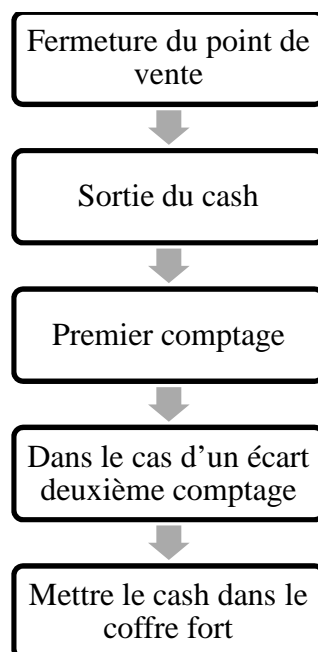 Fermeture du point de
vente
Sortie du cash
Premier comptage
Dans le cas d’un écart
deuxième comptage
Mettre le cash dans le
coffre fort